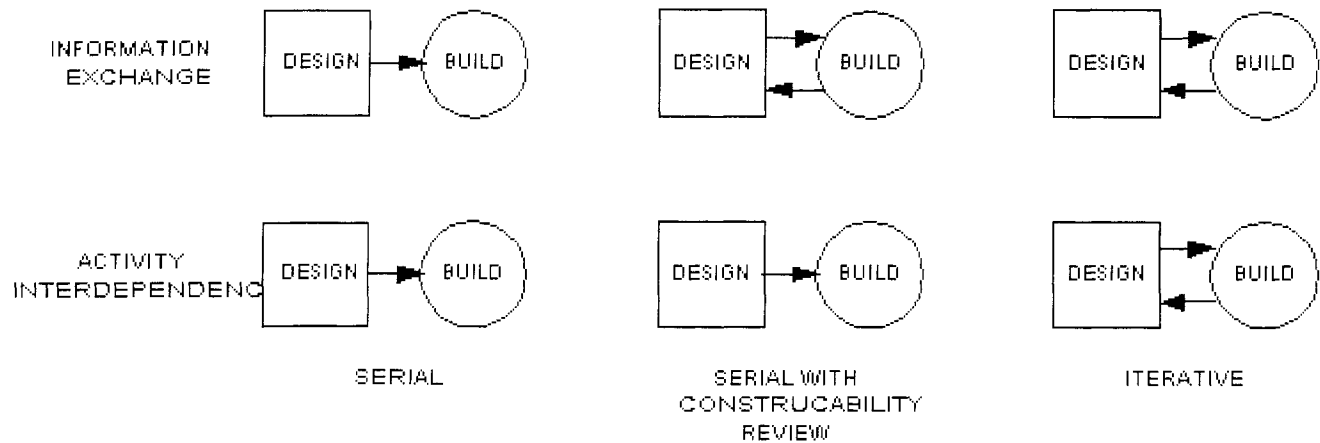 INFORMATION
EXCHANGE
DESIGN
BUILD
DESIGN
BUILD
DESIGN
BUILD
ACTIVITY
INTERDEPENDENC
DESIGN
BUILD
DESIGN
BUILD
DESIGN
BUILD
SERIAL
SERIAL WITH
CONSTRUCABILITY
REVIEW
ITERATIVE